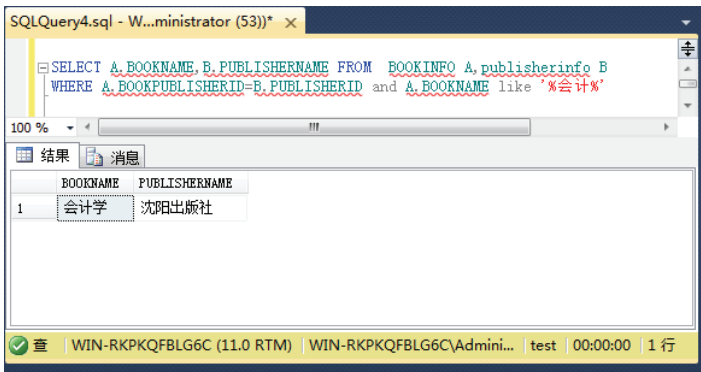 SQLQuery4.sql - W...ministrator (53))* ×
SELECT A.BOOKNAME,B.PUBLISHERNAME FROM  BOOKINFO A,publisherinfo B
WHERE A.BOOKPUBLISHERID=B.PUBLISHERID and A.BOOKNAME like '%会计%'
100 %
结果 消息
BOOKNAME PUBLISHERNAME
1 会计学 沈阳出版社
查 WIN-RKPKQFBLG6C (11.0 RTM) WIN-RKPKQFBLG6C\Admini... test 00:00:00 1 行